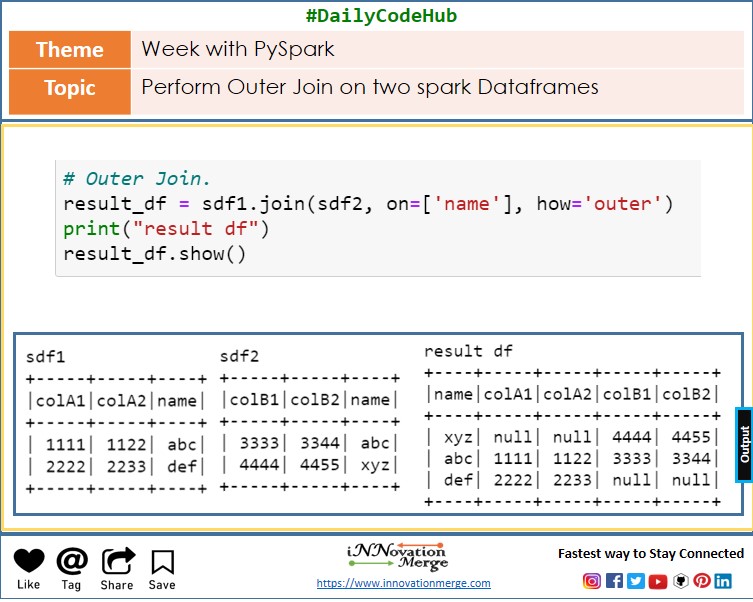 #DailyCodeHub
Theme Week with PySpark
Topic Perform Outer Join on two spark Dataframes
# Outer Join.
result_df = sdf1.join(sdf2, on=['name'], how='outer')
print("result df")
result_df.show()
sdf1
+-----+-----+----+
|colA1|colA2|name|
+-----+-----+----+
| 1111| 1122| abc|
| 2222| 2233| def|
+-----+-----+----+
sdf2
+-----+-----+----+
|colB1|colB2|name|
+-----+-----+----+
| 3333| 3344| abc|
| 4444| 4455| xyz|
+-----+-----+----+
result df
+----+-----+-----+-----+-----+
|name|colA1|colA2|colB1|colB2|
+----+-----+-----+-----+-----+
| xyz| null| null| 4444| 4455|
| abc| 1111| 1122| 3333| 3344|
| def| 2222| 2233| null| null|
+----+-----+-----+-----+-----+
Output
Like Tag Share Save
iNNovation
Merge
https://www.innovationmerge.com
Fastest way to Stay Connected